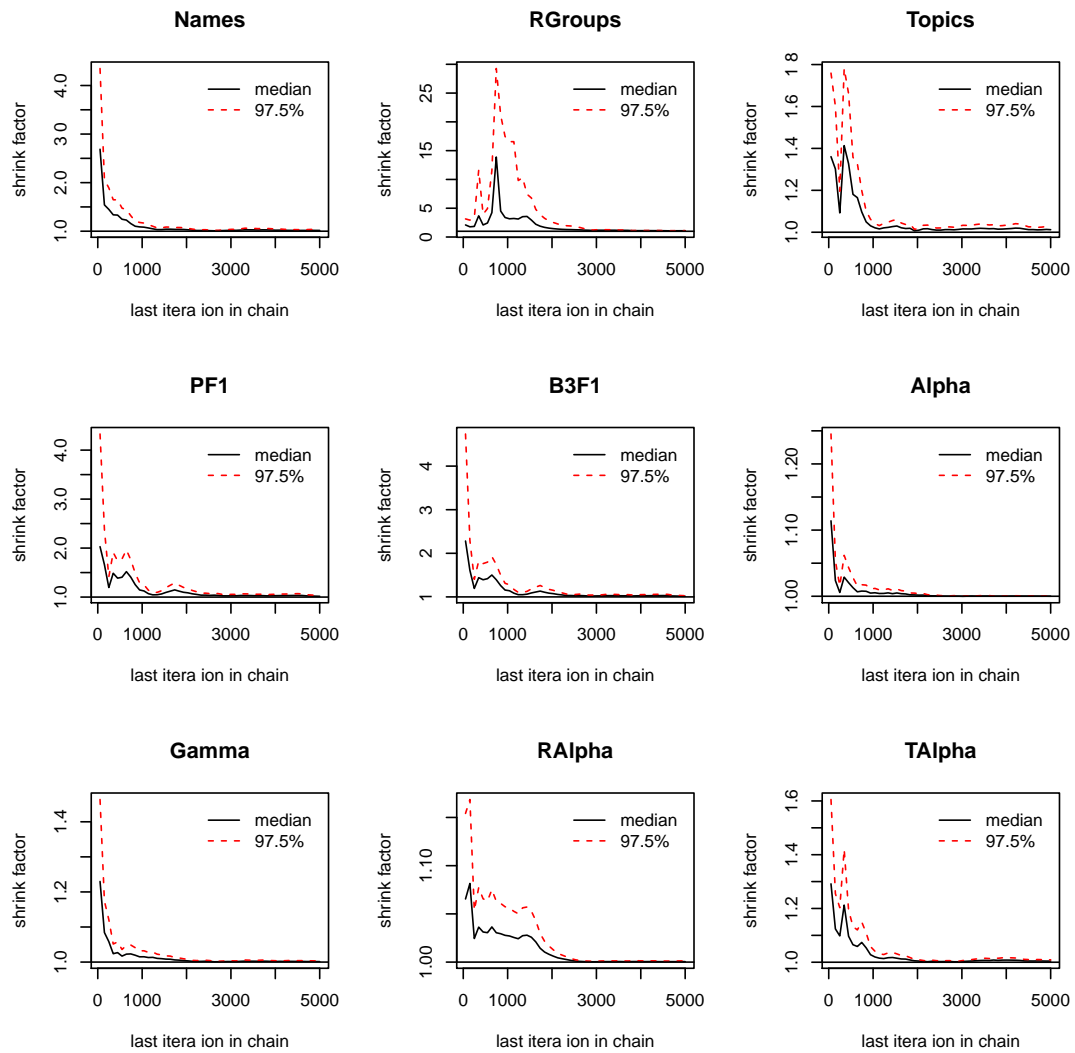 Names
shrink factor
1.0 2.0 3.0 4.0
median
97.5%
0 1000 3000 5000
last itera ion in chain
RGroups
shrink factor
0 5 15 25
median
97.5%
0 1000 3000 5000
last itera ion in chain
Topics
shrink factor
1.0 1.2 1.4 1.6 1.8
median
97.5%
0 1000 3000 5000
last itera ion in chain
PF1
shrink factor
1.0 2.0 3.0 4.0
median
97.5%
0 1000 3000 5000
last itera ion in chain
B3F1
shrink factor
1 2 3 4
median
97.5%
0 1000 3000 5000
last itera ion in chain
Alpha
shrink factor
1.00 1.10 1.20
median
97.5%
0 1000 3000 5000
last itera ion in chain
Gamma
shrink factor
1.0 1.2 1.4
median
97.5%
0 1000 3000 5000
last itera ion in chain
RAlpha
shrink factor
1.00 1.10
median
97.5%
0 1000 3000 5000
last itera ion in chain
TAlpha
shrink factor
1.0 1.2 1.4 1.6
median
97.5%
0 1000 3000 5000
last itera ion in chain